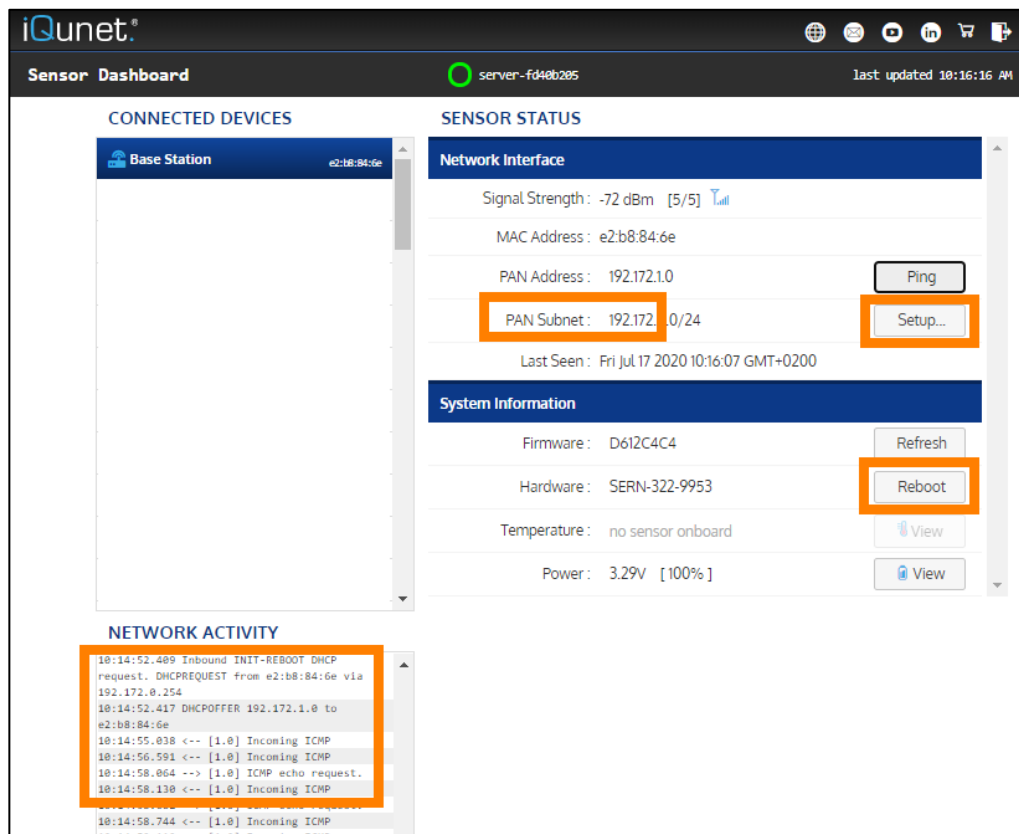 iQunet.®
Sensor Dashboard
server-fd40b205
last updated 10:16:16 AM
CONNECTED DEVICES
Base Station e2:b8:84:6e
SENSOR STATUS
Network Interface
Signal Strength : -72 dBm [5/5]
MAC Address : e2:b8:84:6e
PAN Address : 192.172.1.0 Ping
PAN Subnet : 192.172. .0/24 Setup...
Last Seen : Fri Jul 17 2020 10:16:07 GMT+0200
System Information
Firmware : D612C4C4 Refresh
Hardware : SERN-322-9953 Reboot
Temperature : no sensor onboard View
Power : 3.29V [100% ] View
NETWORK ACTIVITY
10:14:52.409 Inbound INIT-REBOOT DHCP
request. DHCPREQUEST from e2:b8:84:6e via
192.172.0.254
10:14:52.417 DHCPOFFER 192.172.1.0 to
e2:b8:84:6e
10:14:55.038 <-- [1.0] Incoming ICMP
10:14:56.591 <-- [1.0] Incoming ICMP
10:14:58.064 --> [1.0] ICMP echo request.
10:14:58.130 <-- [1.0] Incoming ICMP
10:14:58.744 <-- [1.0] Incoming ICMP